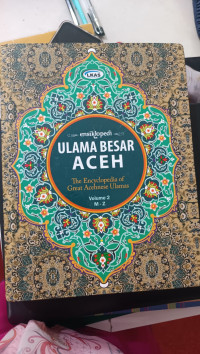 LKAS
ensiklopedi
ULAMA BESAR
ACEH
The Encyclopedia of
Great Acehnese Ulamas
Volume 2
M - Z